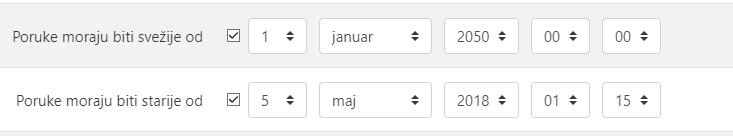 Poruke moraju biti svežije od 1 januar 2050 00 00
Poruke moraju biti starije od 5 maj 2018 01 15